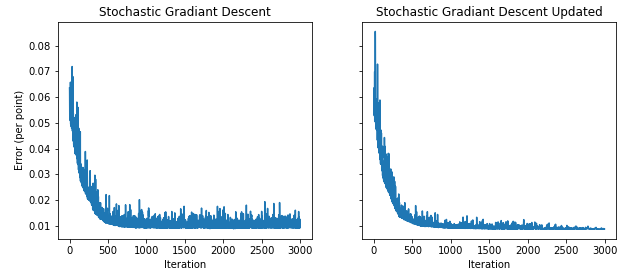 Stochastic Gradiant Descent
Stochastic Gradiant Descent Updated
Error (per point)
0.08
0.07
0.06
0.05
0.04
0.03
0.02
0.01
0 500 1000 1500 2000 2500 3000
0 500 1000 1500 2000 2500 3000
Iteration
Iteration